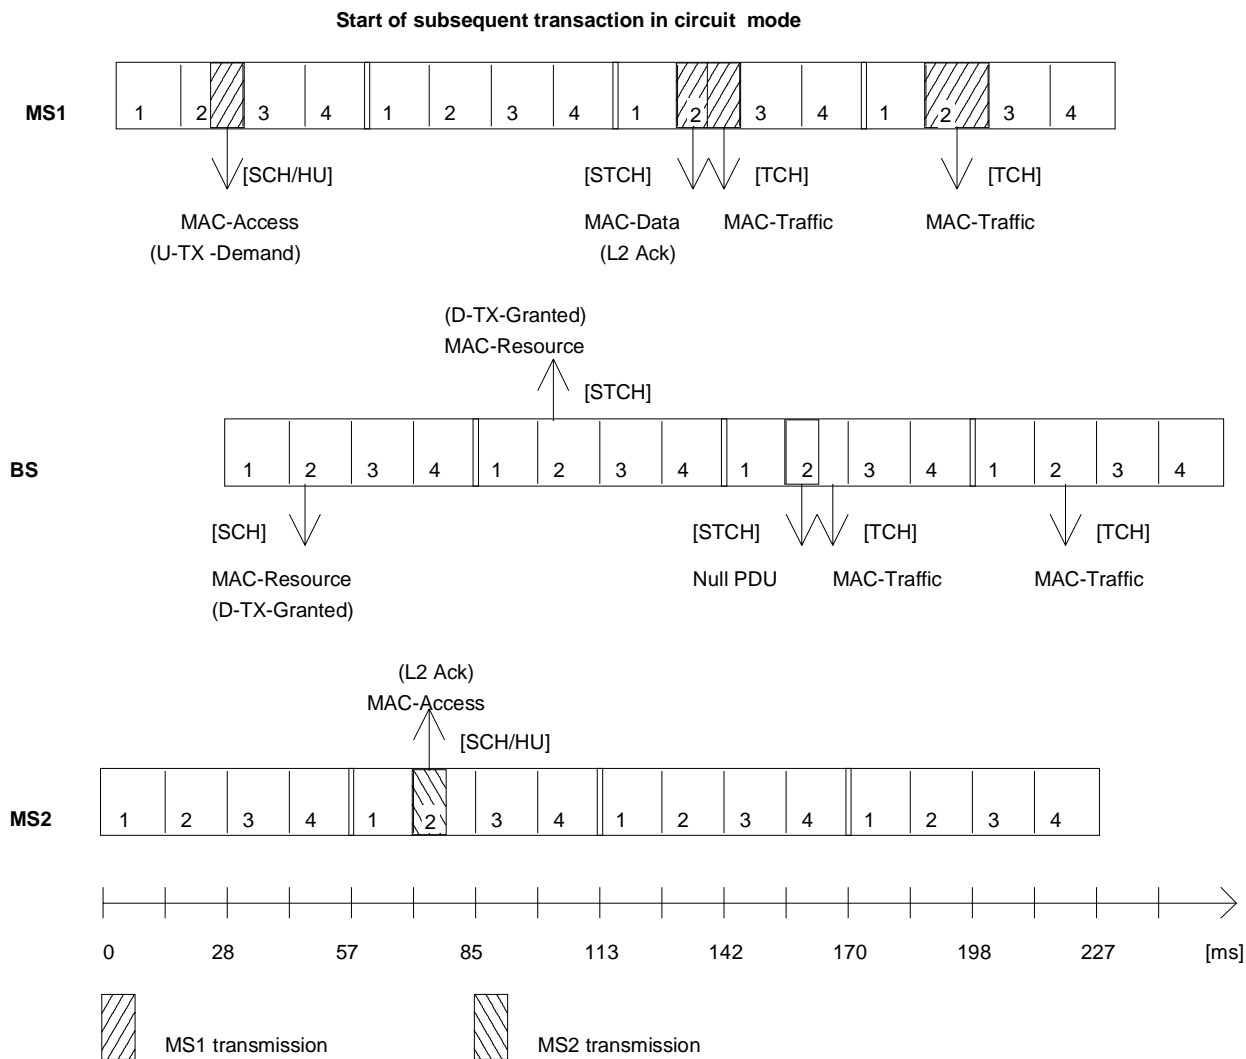 Start of subsequent transaction in circuit mode
MS1
1 2 3 4 1 2 3 4 1 2 3 4 1 2 3 4
[SCH/HU] [STCH] [TCH] [TCH]
MAC-Access MAC-Data MAC-Traffic MAC-Traffic
(U-TX -Demand) (L2 Ack)
(D-TX-Granted)
MAC-Resource
[STCH]
BS
1 2 3 4 1 2 3 4 1 2 3 4 1 2 3 4
[SCH] [STCH] [TCH] [TCH]
MAC-Resource Null PDU MAC-Traffic MAC-Traffic
(D-TX-Granted)
(L2 Ack)
MAC-Access
[SCH/HU]
MS2
1 2 3 4 1 2 3 4 1 2 3 4 1 2 3 4
0 28 57 85 113 142 170 198 227 [ms]
MS1 transmission MS2 transmission